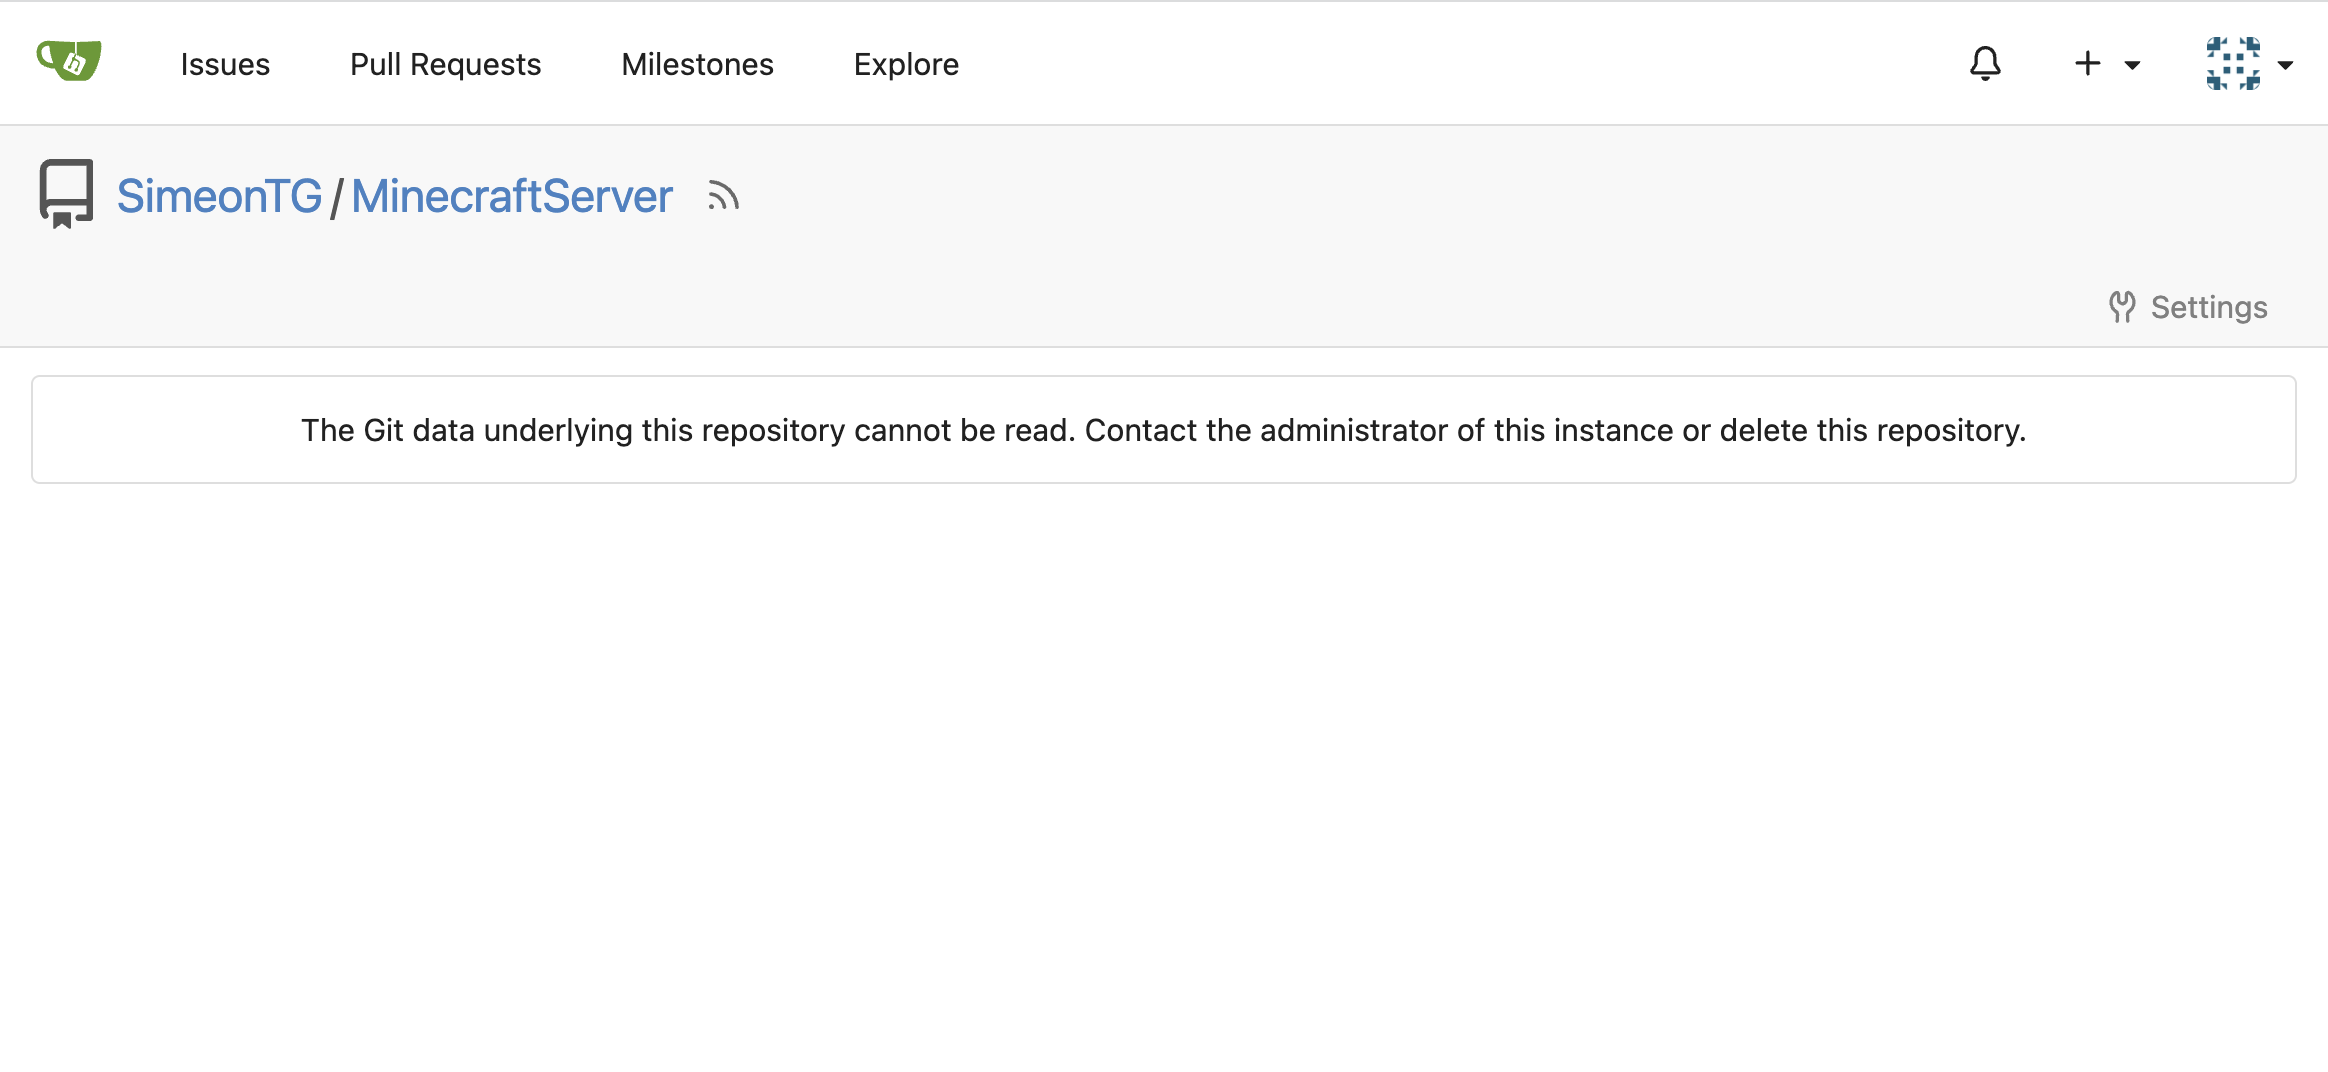 Issues Pull Requests Milestones Explore
SimeonTG/MinecraftServer
Settings
The Git data underlying this repository cannot be read. Contact the administrator of this instance or delete this repository.